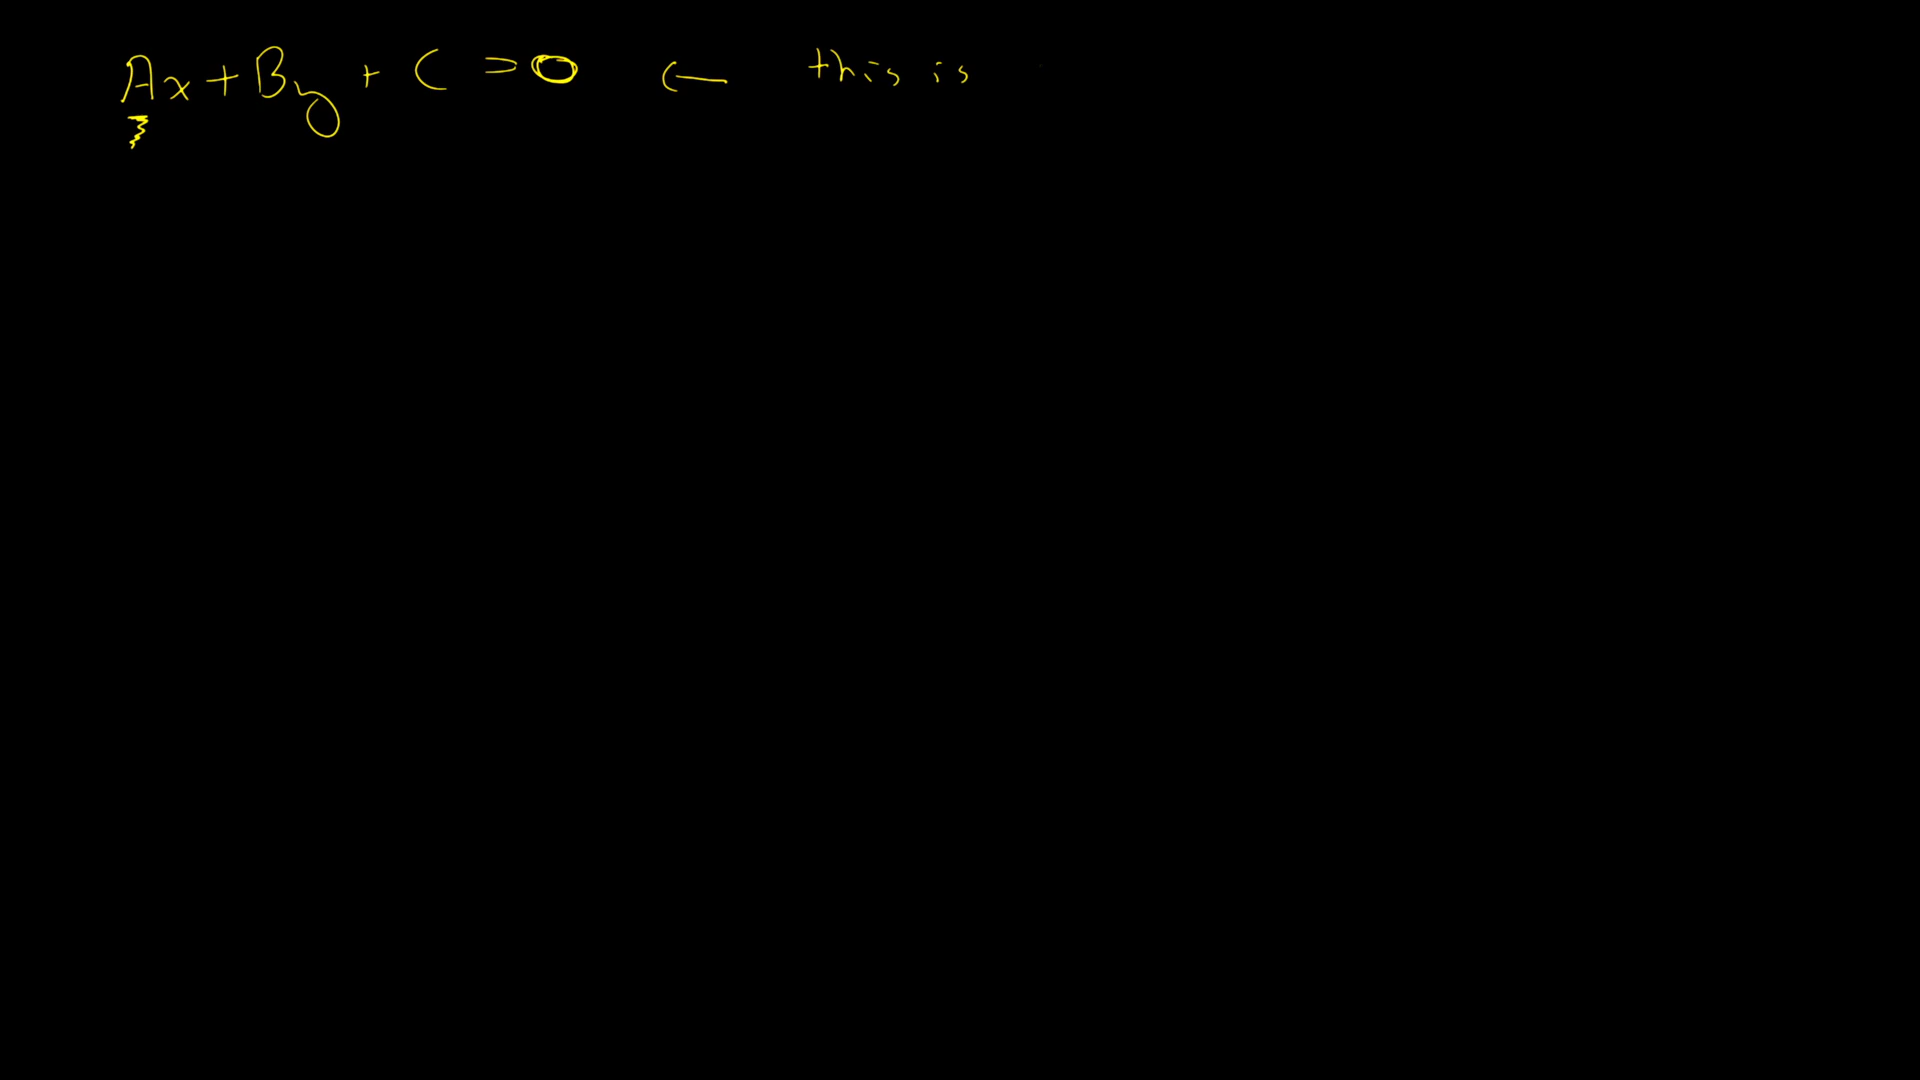 Ax + By + C = 0 ← this is